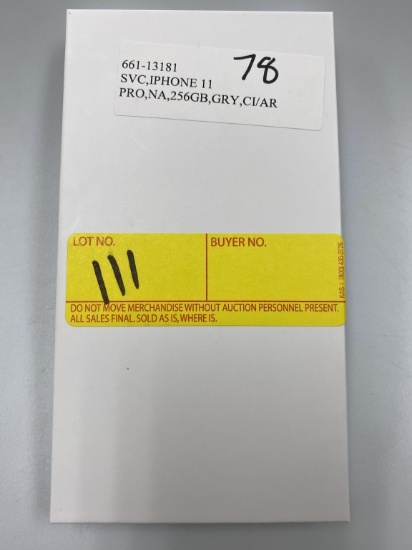 661-13181
SVC,IPHONE 11
PRO,NA,256GB,GRY,CI/AR
78
LOT NO.
111
BUYER NO.
DO NOT MOVE MERCHANDISE WITHOUT AUCTION PERSONNEL PRESENT.
ALL SALES FINAL. SOLD AS IS, WHERE IS.